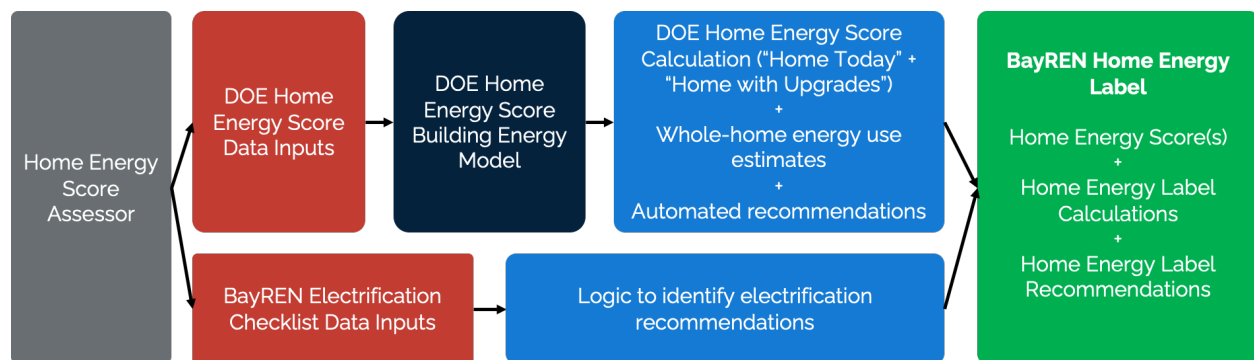 Home Energy
Score
Assessor
DOE Home
Energy Score
Data Inputs
DOE Home
Energy Score
Building Energy
Model
DOE Home Energy Score
Calculation (“Home Today” +
“Home with Upgrades”)
+
Whole-home energy use
estimates
+
Automated recommendations
BayREN Electrification
Checklist Data Inputs
Logic to identify electrification
recommendations
BayREN Home Energy
Label
Home Energy Score(s)
+
Home Energy Label
Calculations
+
Home Energy Label
Recommendations